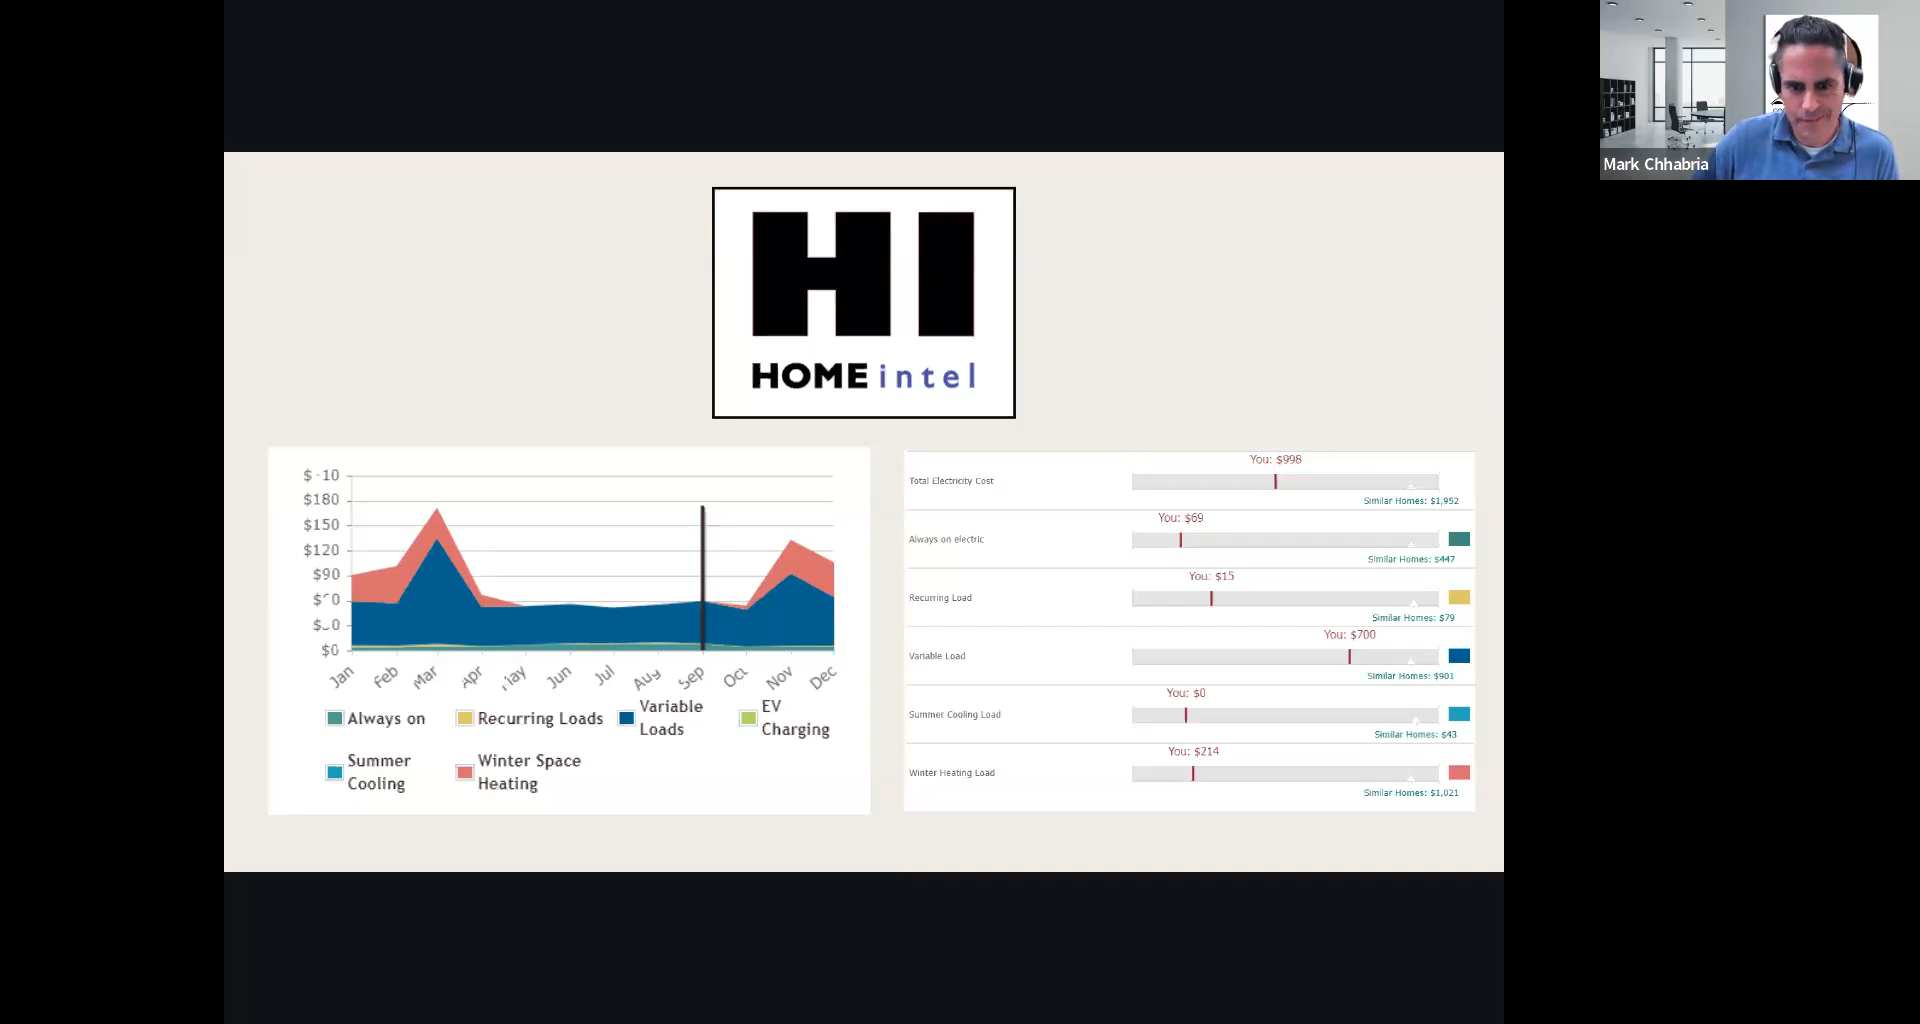 Mark Chhabria
HI
HOME intel
$180
$150
$120
$90
$0
Jan
Feb
Mar
Apr
Jun
Jul
Aug
Sep
Oct
Nov
Dec
Always on
Recurring Loads
Variable
Loads
EV
Charging
Summer
Cooling
Winter Space
Heating
You: $998
Total Electricity Cost
Similar Homes: $1,952
You: $69
Always on electric
Similar Homes: $447
You: $15
Recurring Load
Similar Homes: $79
You: $700
Variable Load
Similar Homes: $901
You: $0
Summer Cooling Load
Similar Homes: $43
You: $214
Winter Heating Load
Similar Homes: $1,021